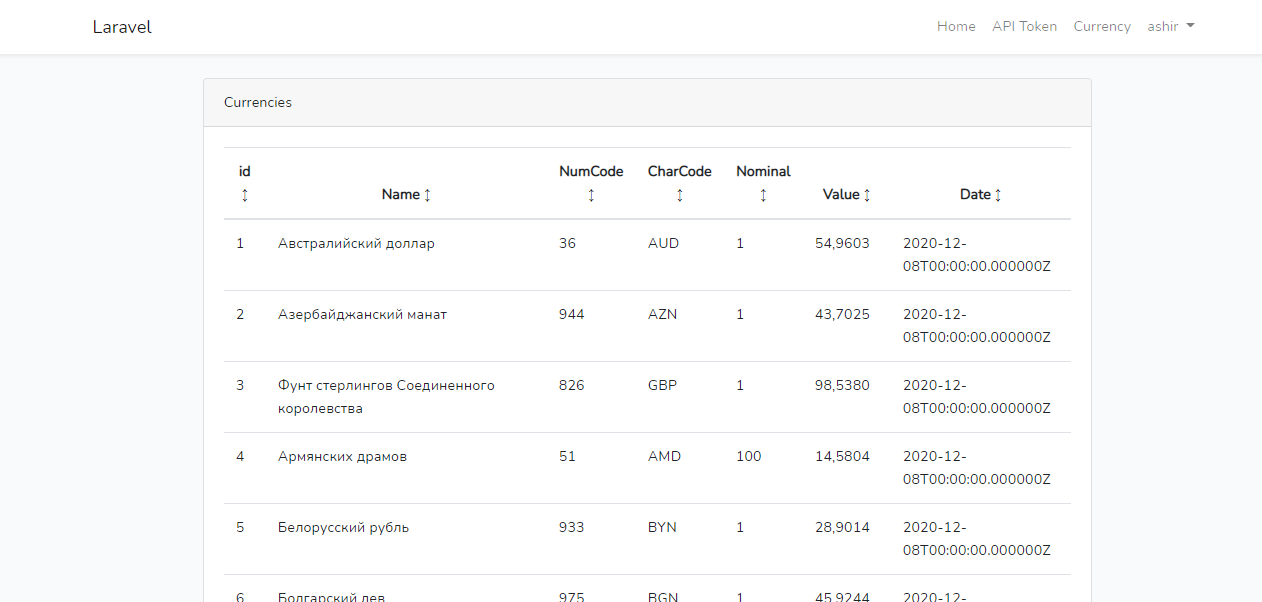 Laravel
Home API Token Currency ashir
Currencies
id NumCode CharCode Nominal
↕ Name ↕ ↕ ↕ ↕ Value ↕ Date ↕
1 Австралийский доллар 36 AUD 1 54,9603 2020-12-
08T00:00:00.000000Z
2 Азербайджанский манат 944 AZN 1 43,7025 2020-12-
08T00:00:00.000000Z
3 Фунт стерлингов Соединенного 826 GBP 1 98,5380 2020-12-
королевства 08T00:00:00.000000Z
4 Армянских драмов 51 AMD 100 14,5804 2020-12-
08T00:00:00.000000Z
5 Белорусский рубль 933 BYN 1 28,9014 2020-12-
08T00:00:00.000000Z
6 Болгарский лев 975 BGN 1 45,9244 2020-12-